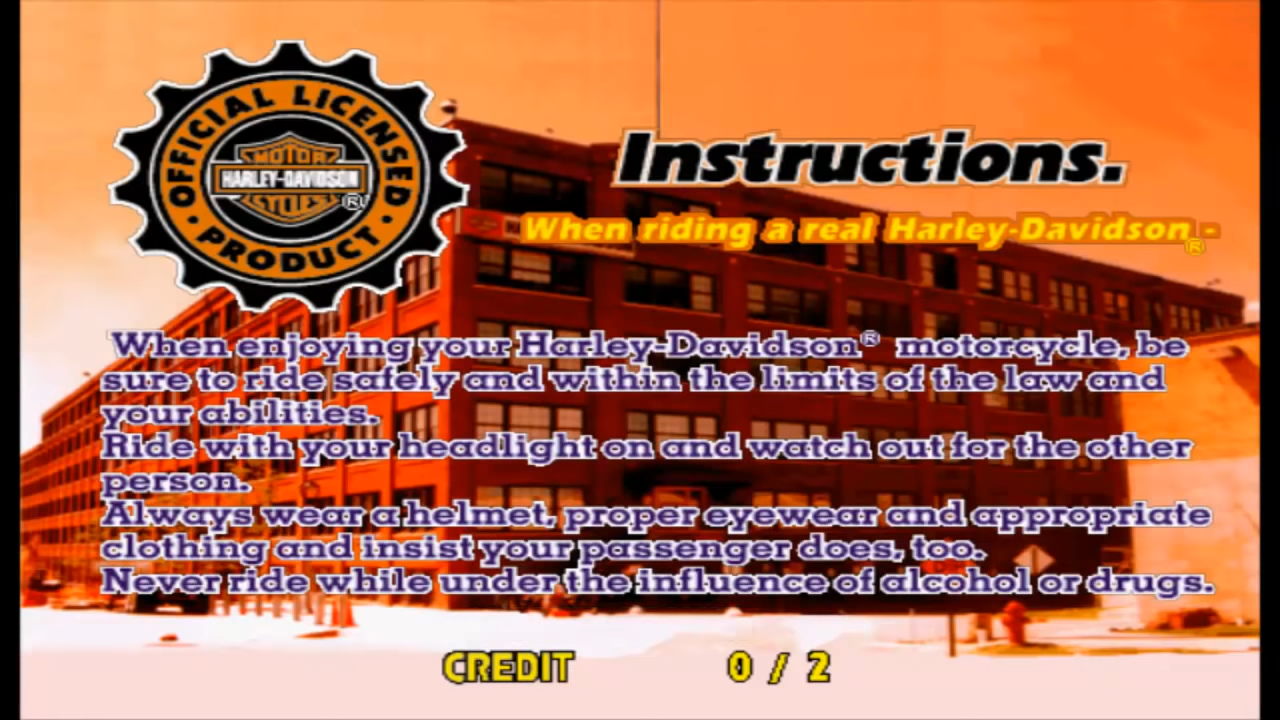 OFFICIAL LICENSED
MOTOR
HARLEY-DAVIDSON
CYCLES
®
PRODUCT
Instructions.
When riding a real Harley-Davidson® -
When enjoying your Harley-Davidson® motorcycle, be
sure to ride safely and within the limits of the law and
your abilities.
Ride with your headlight on and watch out for the other
person.
Always wear a helmet, proper eyewear and appropriate
clothing and insist your passenger does, too.
Never ride while under the influence of alcohol or drugs.
CREDIT 0 / 2